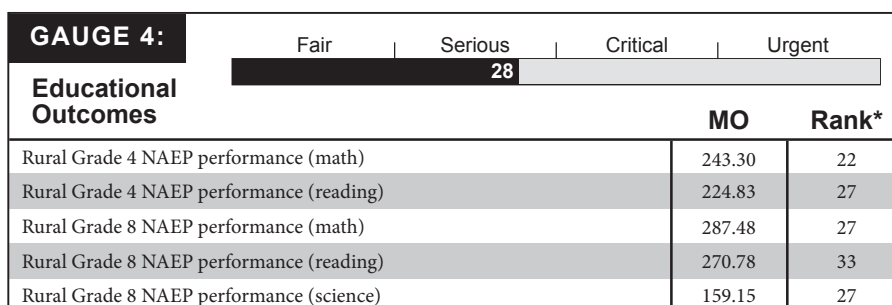 GAUGE 4:
Fair | Serious | Critical | Urgent
28
Educational
Outcomes
MO Rank*
Rural Grade 4 NAEP performance (math) 243.30 22
Rural Grade 4 NAEP performance (reading) 224.83 27
Rural Grade 8 NAEP performance (math) 287.48 27
Rural Grade 8 NAEP performance (reading) 270.78 33
Rural Grade 8 NAEP performance (science) 159.15 27